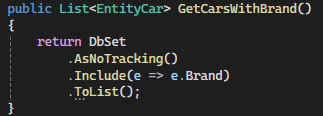 public List<EntityCar> GetCarsWithBrand()
{
    return DbSet
        .AsNoTracking()
        .Include(e => e.Brand)
        .ToList();
}